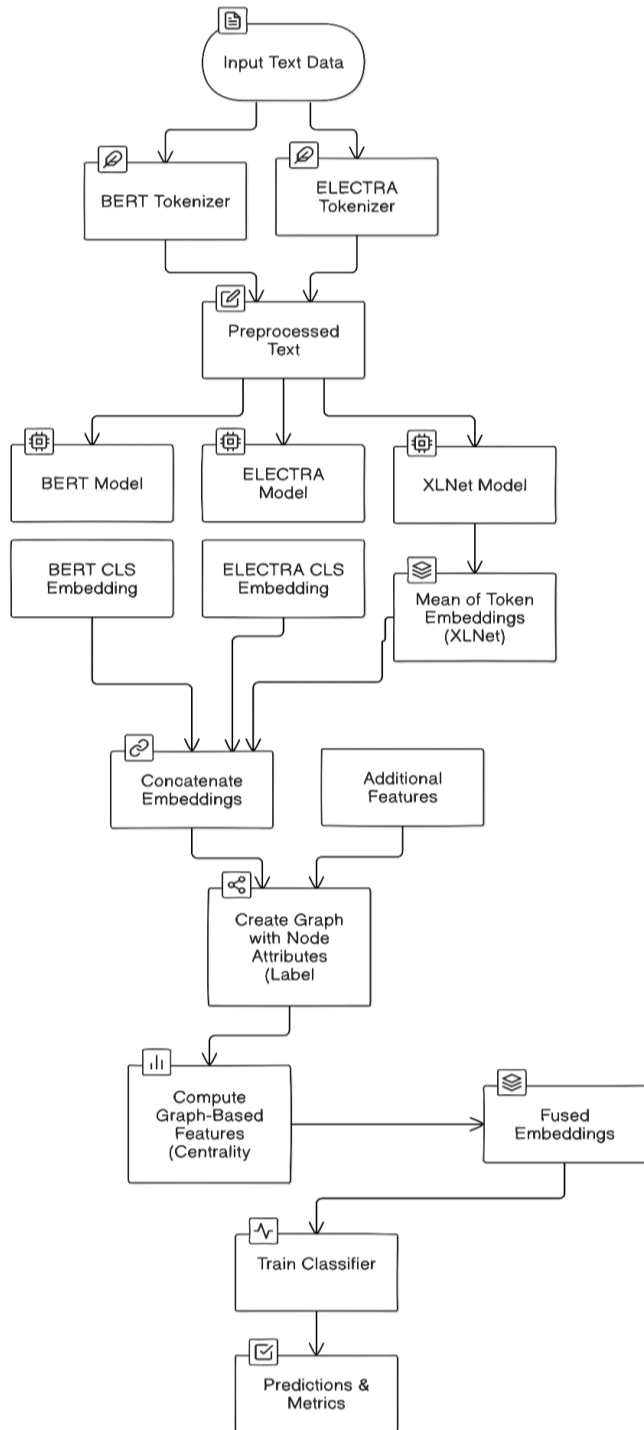 Input Text Data
BERT Tokenizer
ELECTRA
Tokenizer
Preprocessed
Text
BERT Model
ELECTRA
Model
XLNet Model
BERT CLS
Embedding
ELECTRA CLS
Embedding
Mean of Token
Embeddings
(XLNet)
Concatenate
Embeddings
Additional
Features
Create Graph
with Node
Attributes
(Label
Compute
Graph-Based
Features
(Centrality
Fused
Embeddings
Train Classifier
Predictions &
Metrics